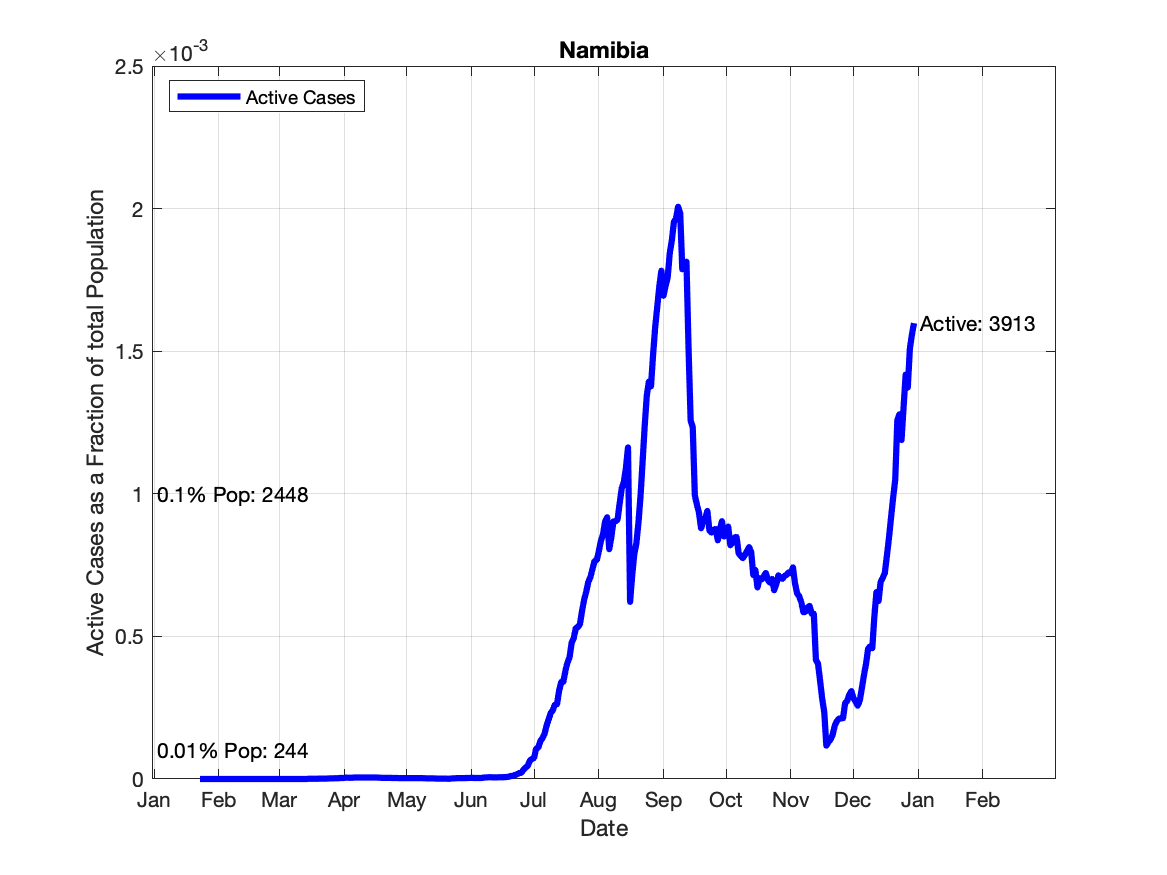 Namibia
×10-3
2.5
Active Cases
2
1.5
Active: 3913
1
0.1% Pop: 2448
0.5
0.01% Pop: 244
0
Jan Feb Mar Apr May Jun Jul Aug Sep Oct Nov Dec Jan Feb
Date
Active Cases as a Fraction of total Population